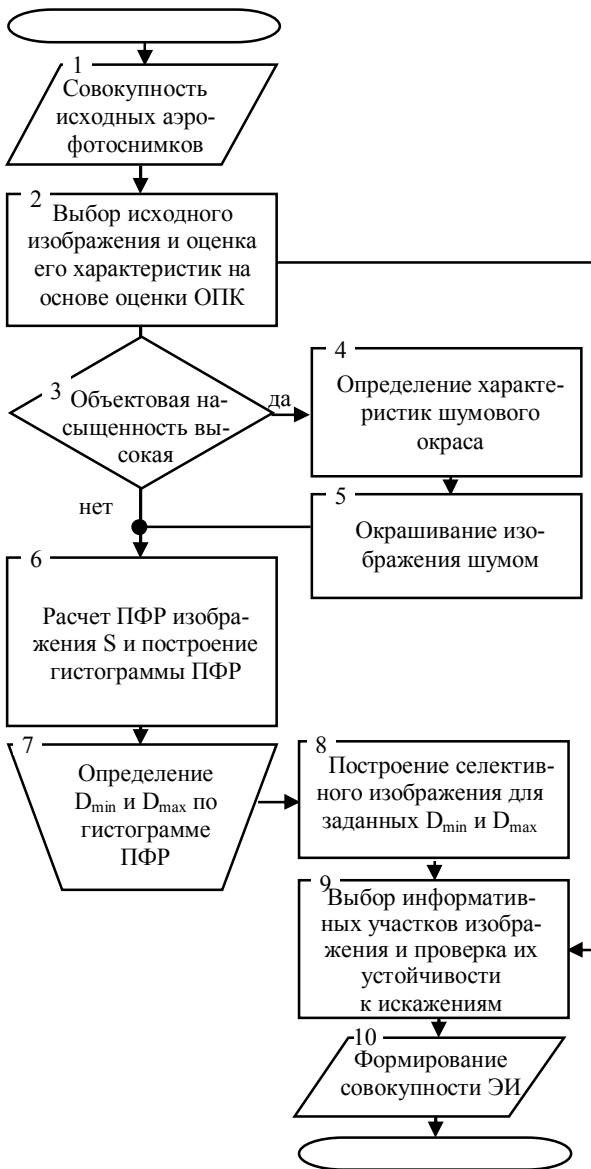 1
Совокупность
исходных аэро-
фотоснимков
2
Выбор исходного
изображения и оценка
его характеристик на
основе оценки ОПК
3
Объектовая на-
сыщенность вы-
сокая
да
нет
4
Определение характе-
ристик шумового
окраса
5
Окрашивание изо-
бражения шумом
6
Расчет ПФР изобра-
жения S и построение
гистограммы ПФР
7
Определение
Dmin и Dmax по
гистограмме
ПФР
8
Построение селектив-
ного изображения для
заданных Dmin и Dmax
9
Выбор информатив-
ных участков изобра-
жения и проверка их
устойчивости
к искажениям
10
Формирование
совокупности ЭИ